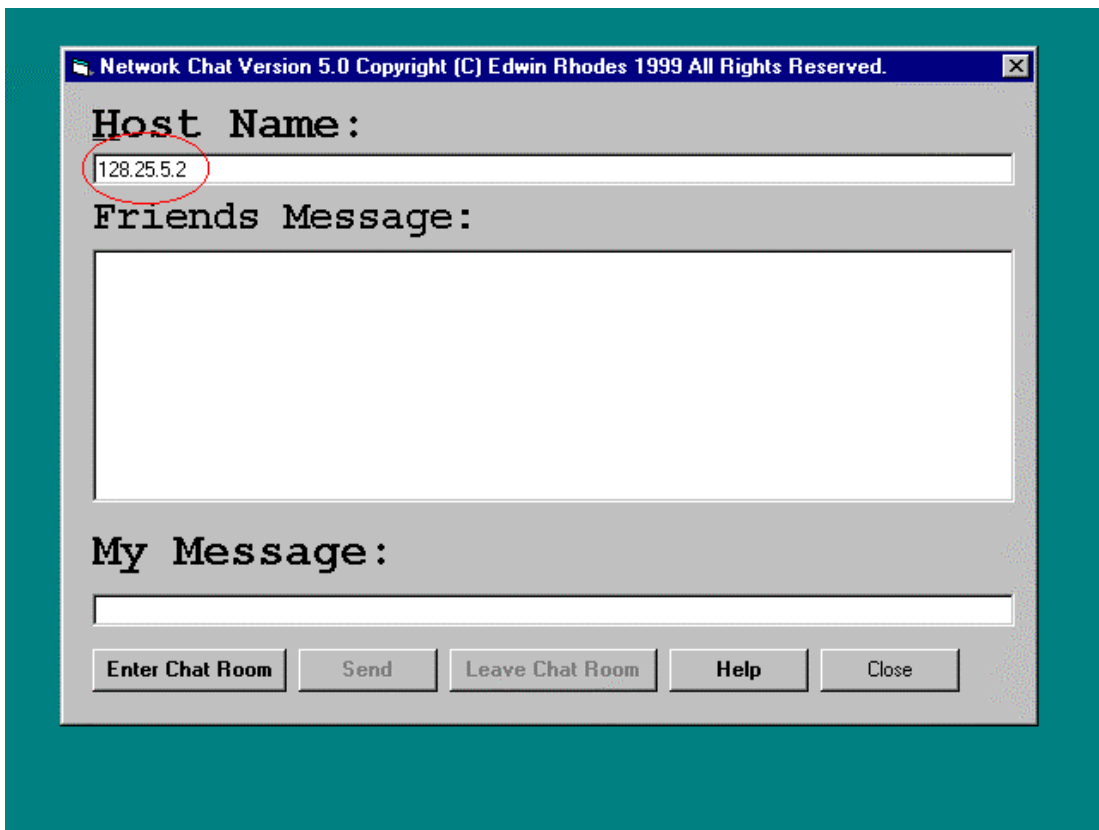 Network Chat Version 5.0 Copyright (C) Edwin Rhodes 1999 All Rights Reserved.
Host Name:
128.25.5.2
Friends Message:
My Message:
Enter Chat Room Send Leave Chat Room Help Close